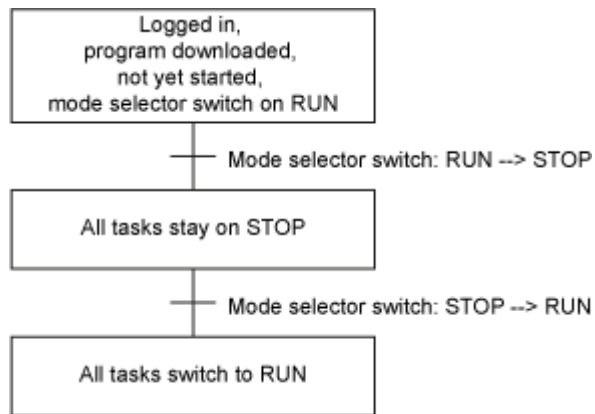 Logged in,
program downloaded,
not yet started,
mode selector switch on RUN
Mode selector switch: RUN --> STOP
All tasks stay on STOP
Mode selector switch: STOP --> RUN
All tasks switch to RUN